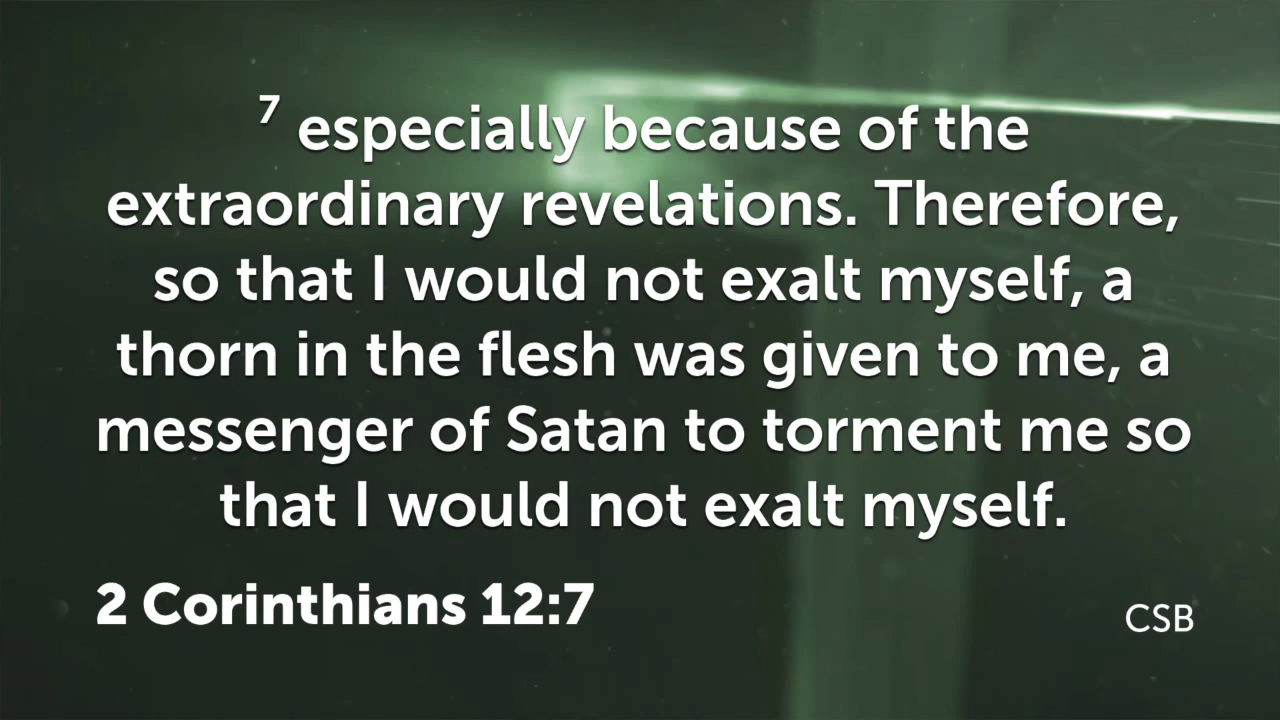 ⁷ especially because of the
extraordinary revelations. Therefore,
so that I would not exalt myself, a
thorn in the flesh was given to me, a
messenger of Satan to torment me so
that I would not exalt myself.
2 Corinthians 12:7
CSB